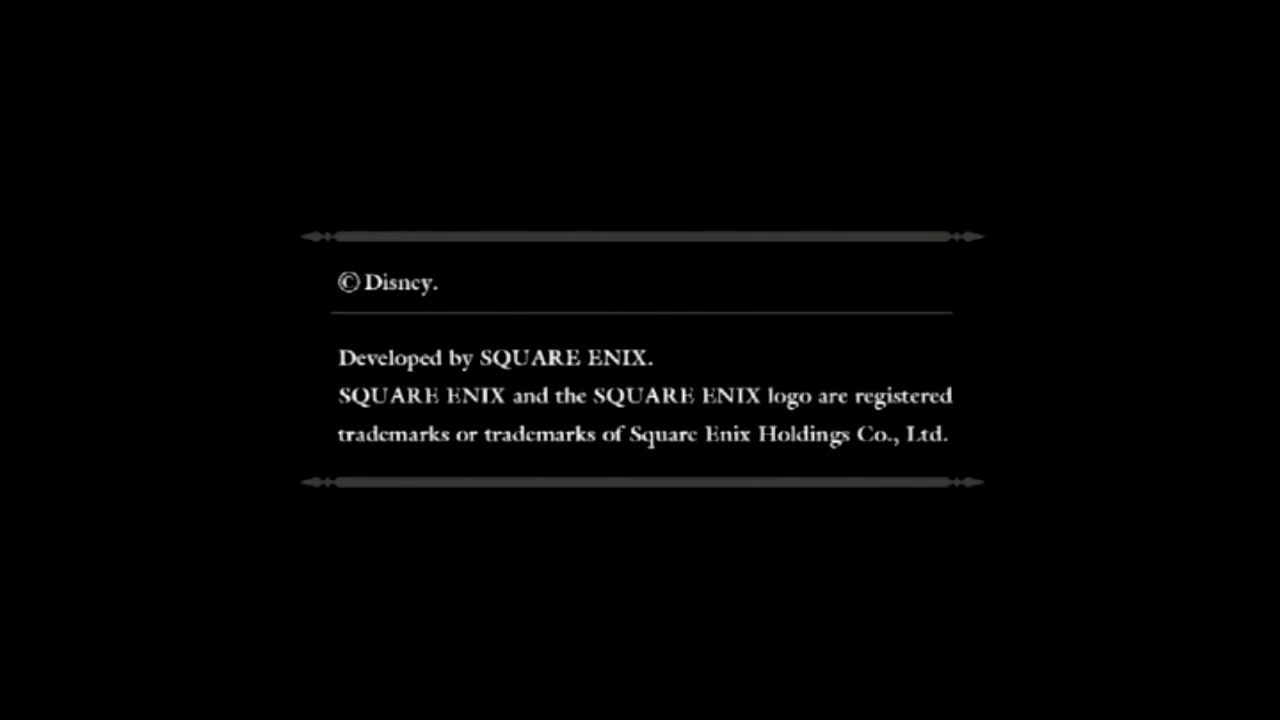 © Disney.
Developed by SQUARE ENIX.
SQUARE ENIX and the SQUARE ENIX logo are registered
trademarks or trademarks of Square Enix Holdings Co., Ltd.